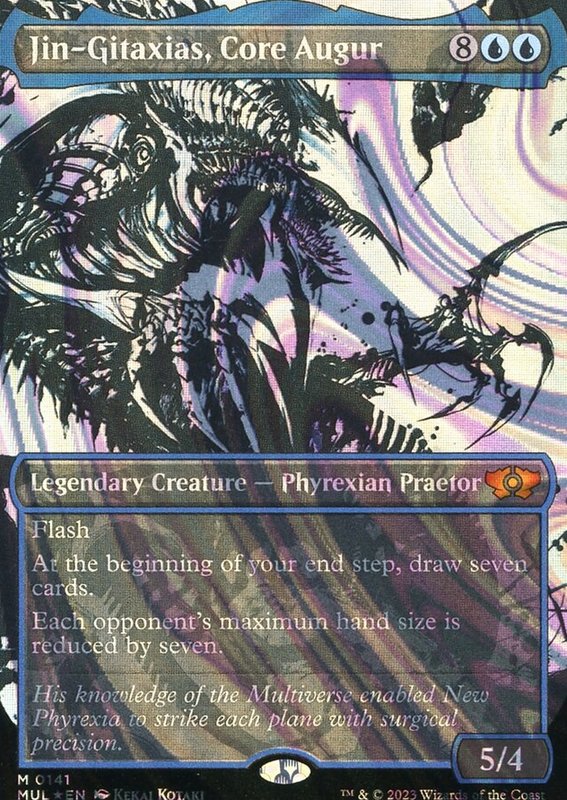 Jin-Gitaxias, Core Augur 8
Legendary Creature — Phyrexian Praetor
Flash
At the beginning of your end step, draw seven
cards.
Each opponent's maximum hand size is
reduced by seven.
His knowledge of the Multiverse enabled New
Phyrexia to strike each plane with surgical
precision.
5/4
M 0141
MUL ★ EN Kekai Kotaki ™ & © 2023 Wizards of the Coast